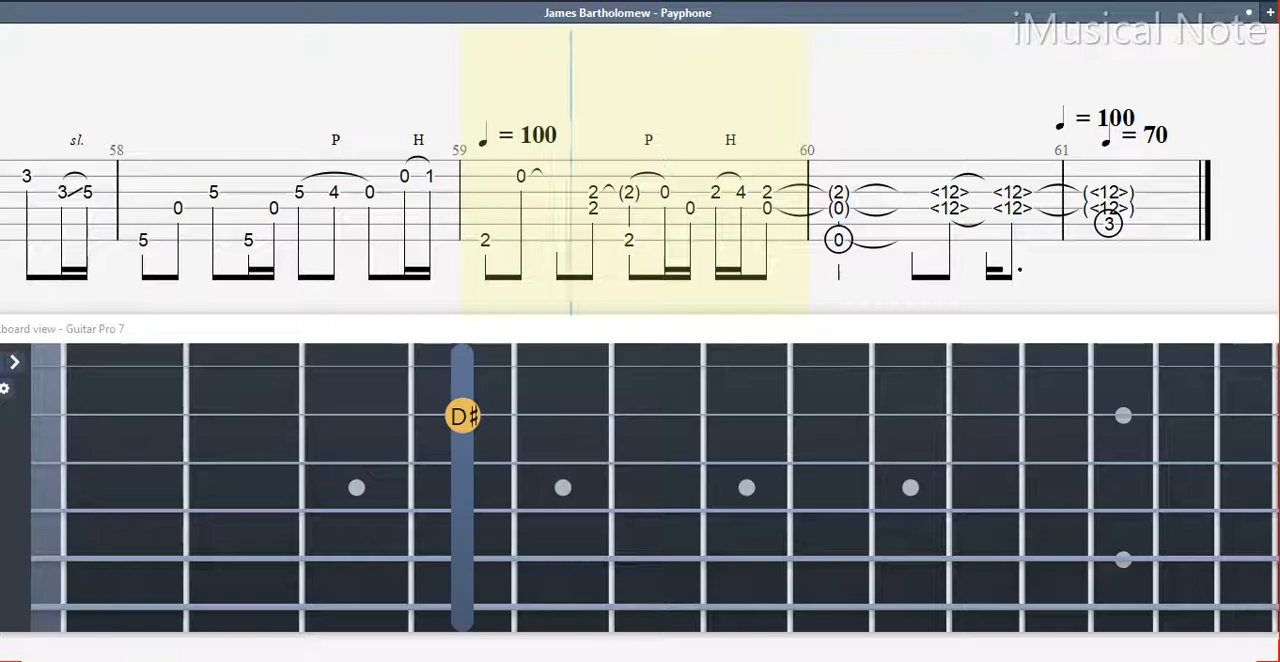 James Bartholomew - Payphone
+
iMusical Note
♩ = 100
♩ = 70
♩ = 100
sl. P H P H
58 59 60 61
3 0 1 0
3 5 5 5 4 0 2 (2) 0 2 4 2 (2) <12> <12> (<12>)
0 0 2 0 0 (0) <12> <12> (<12>)
3
5 5 2 2 0
board view - Guitar Pro 7
D♯